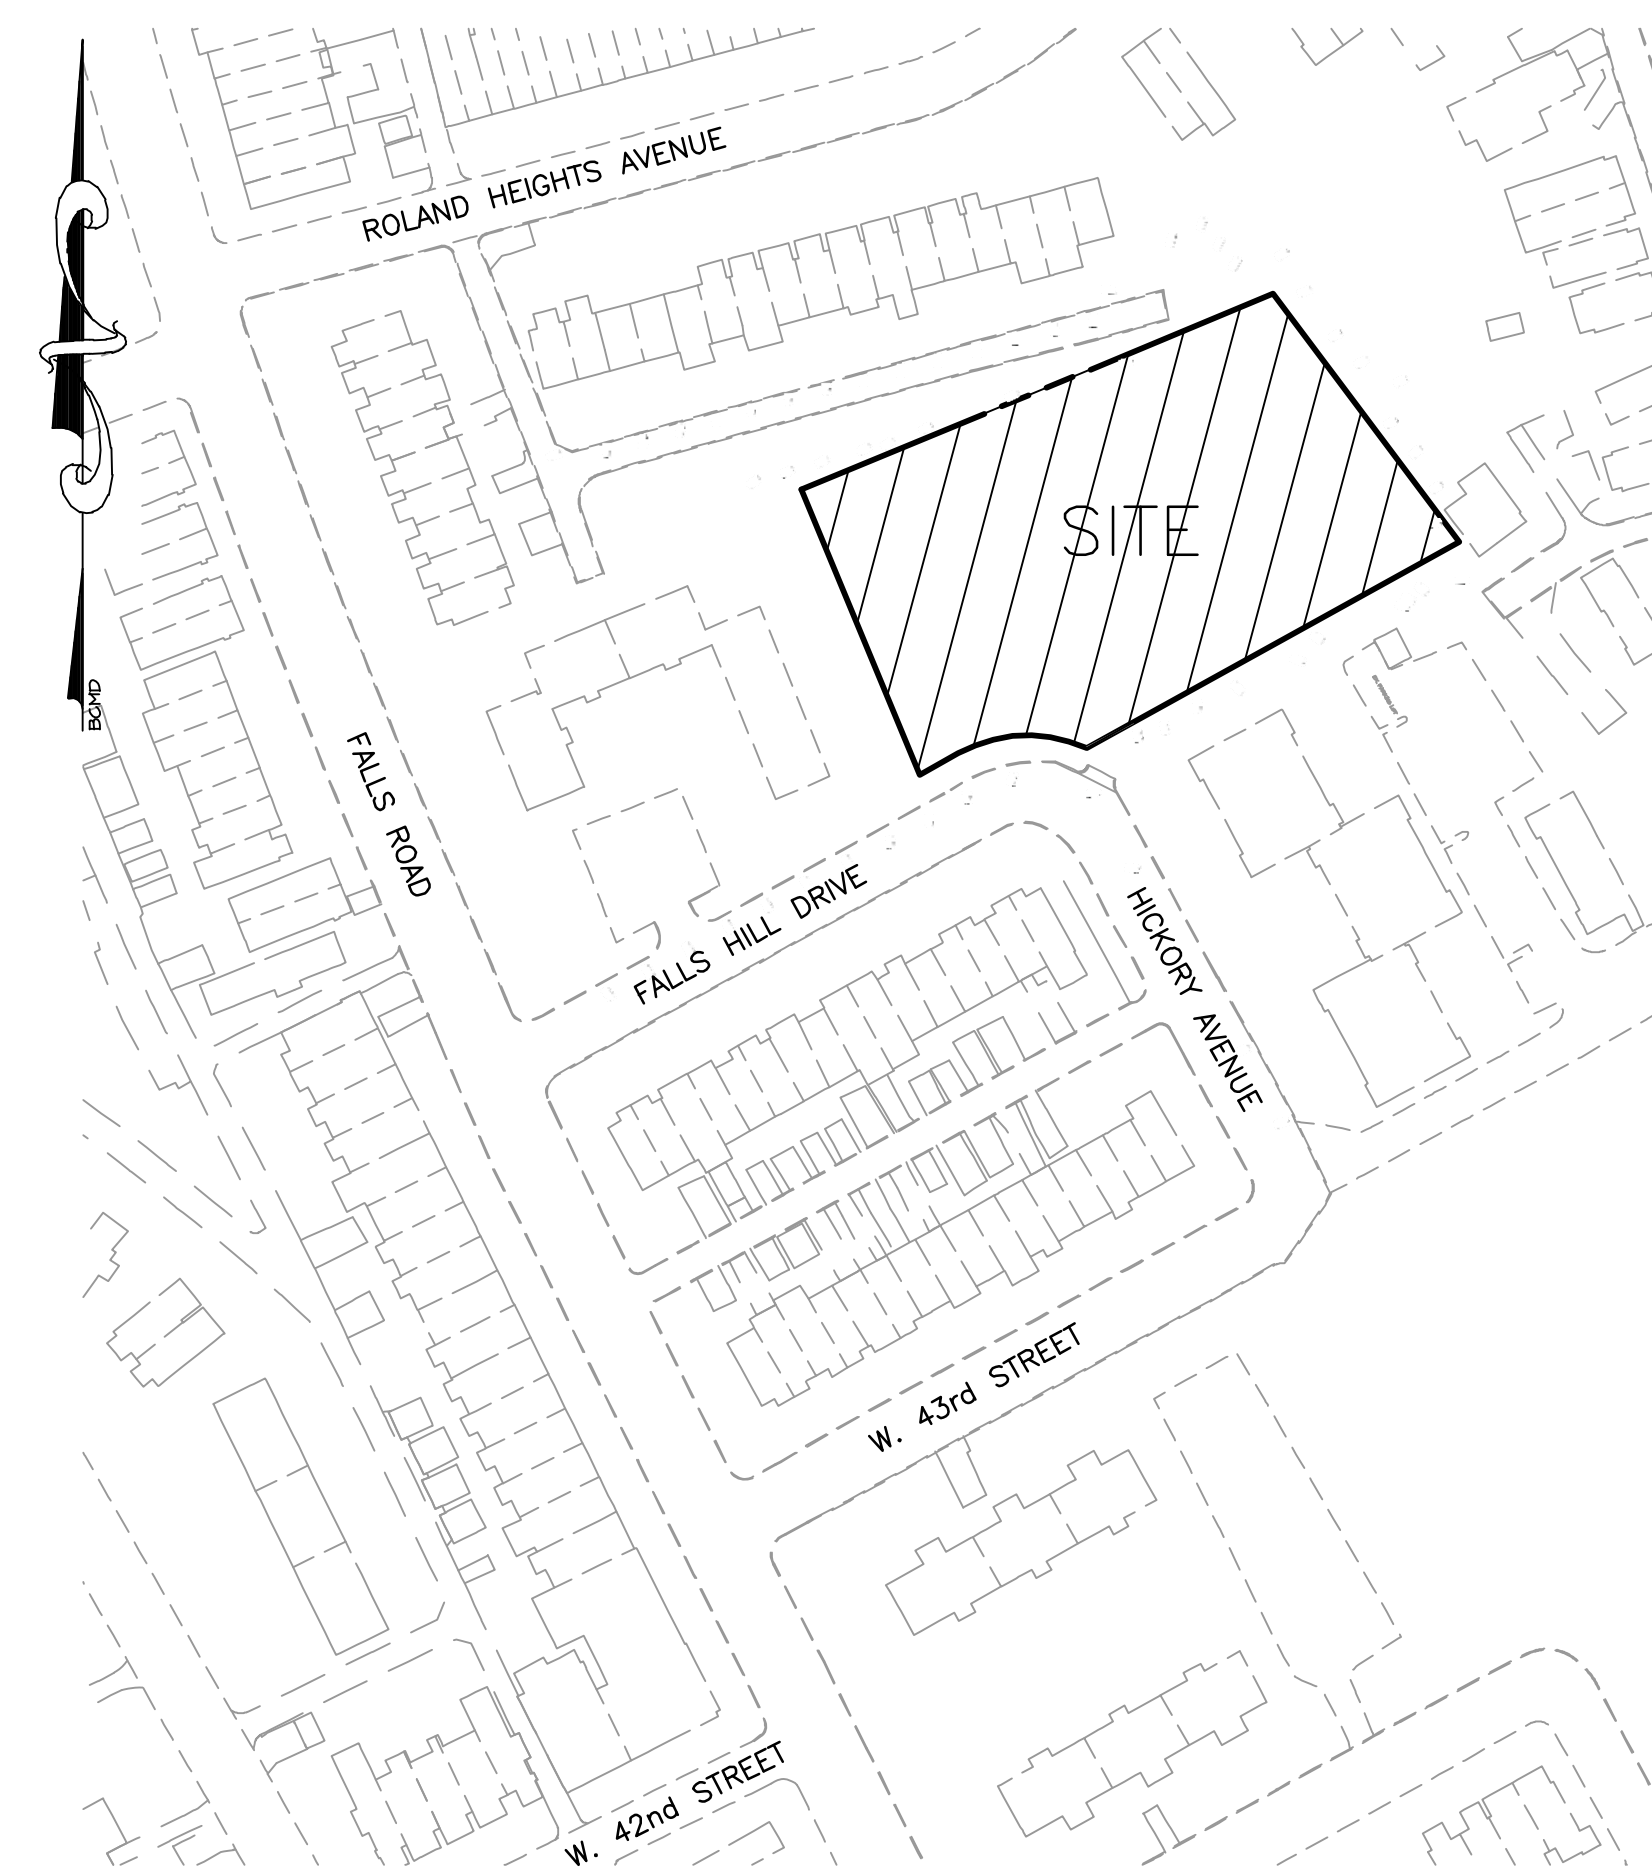 ROLAND HEIGHTS AVENUE
SITE
BCMD
FALLS ROAD
FALLS HILL DRIVE
HICKORY AVENUE
W. 43rd STREET
W. 42nd STREET